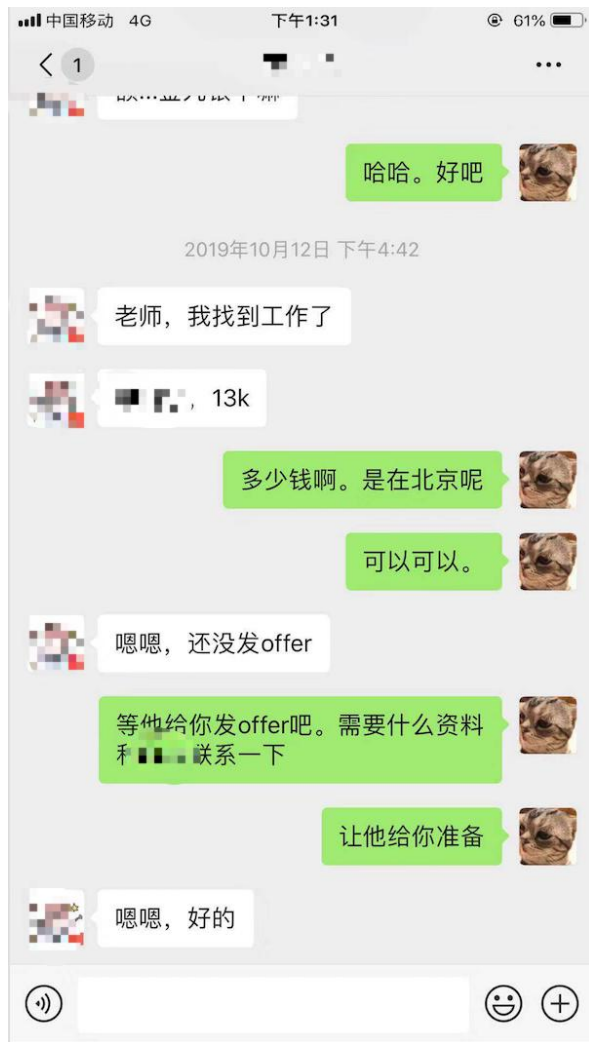 中国移动 4G 下午1:31 61%
1
哈哈。好吧
2019年10月12日 下午4:42
老师，我找到工作了
，13k
多少钱啊。是在北京呢
可以可以。
嗯嗯，还没发offer
等他给你发offer吧。需要什么资料
联系一下
让他给你准备
嗯嗯，好的